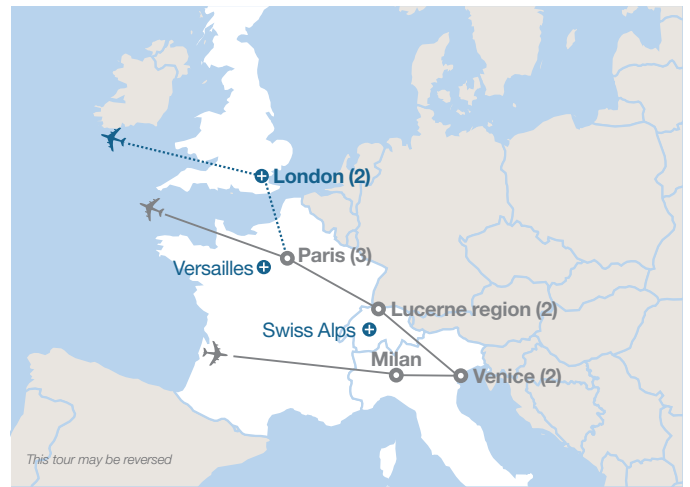 London (2)
Paris (3)
Versailles
Lucerne region (2)
Swiss Alps
Milan
Venice (2)
This tour may be reversed